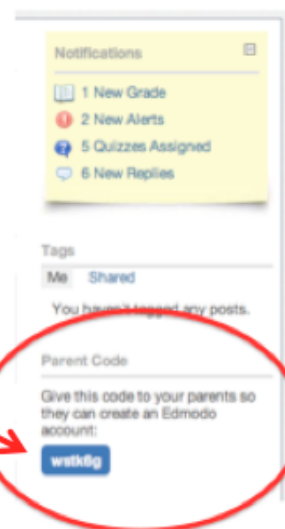 Notifications
1 New Grade
2 New Alerts
5 Quizzes Assigned
6 New Replies
Tags
Me Shared
You haven't tagged any posts.
Parent Code
Give this code to your parents so
they can create an Edmodo
account: